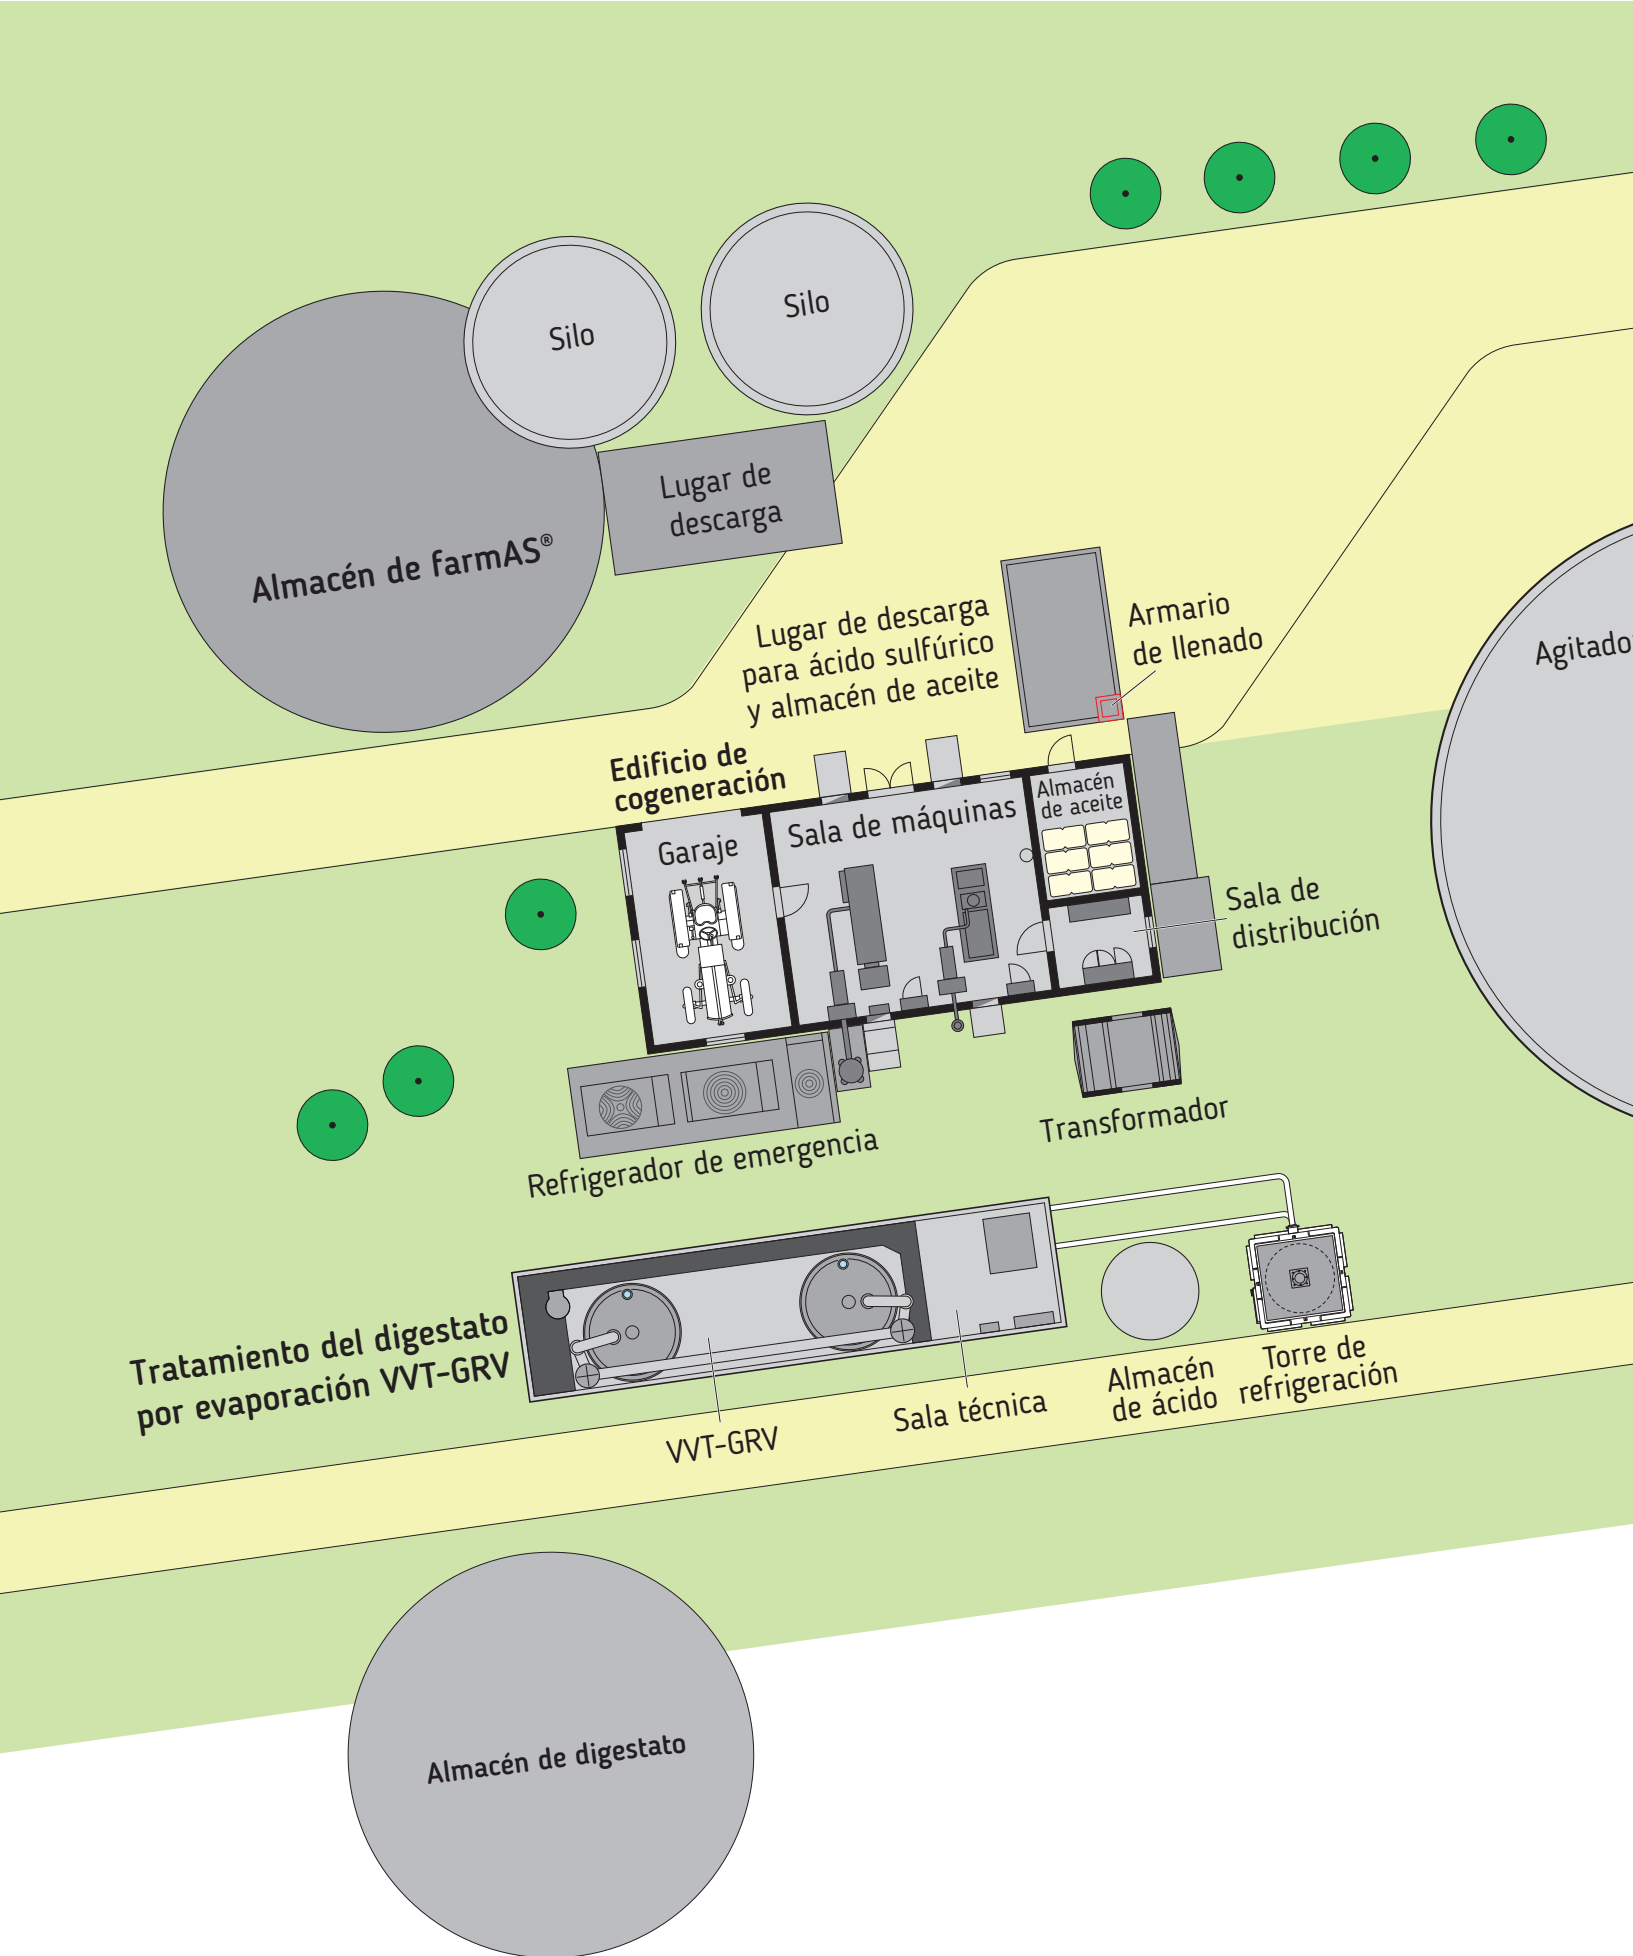 Silo
Silo
Lugar de
descarga
Almacén de farmAS®
Lugar de descarga
para ácido sulfúrico
y almacén de aceite
Armario
de llenado
Agitado
Edificio de
cogeneración
Garaje
Sala de máquinas
Almacén
de aceite
Sala de
distribución
Transformador
Refrigerador de emergencia
Tratamiento del digestato
por evaporación VVT-GRV
VVT-GRV
Sala técnica
Almacén
de ácido
Torre de
refrigeración
Almacén de digestato